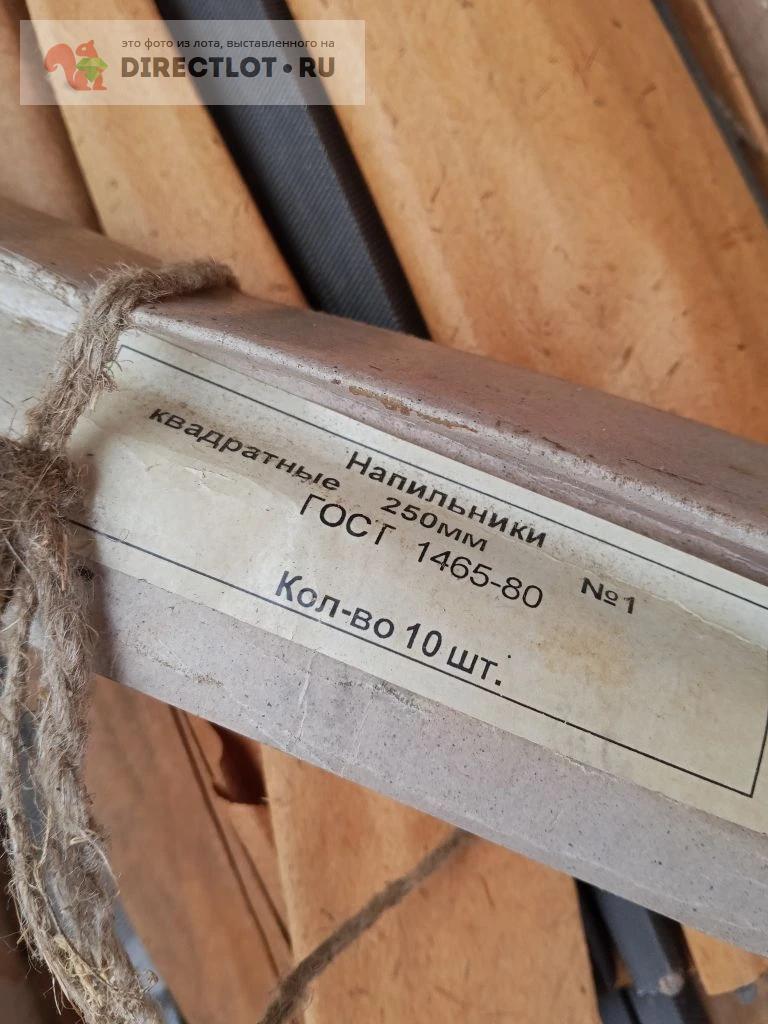 это фото из лота, выставленного на
DIRECTLOT.RU
Напильники
квадратные 250мм №1
ГОСТ 1465-80
Кол-во 10 шт.